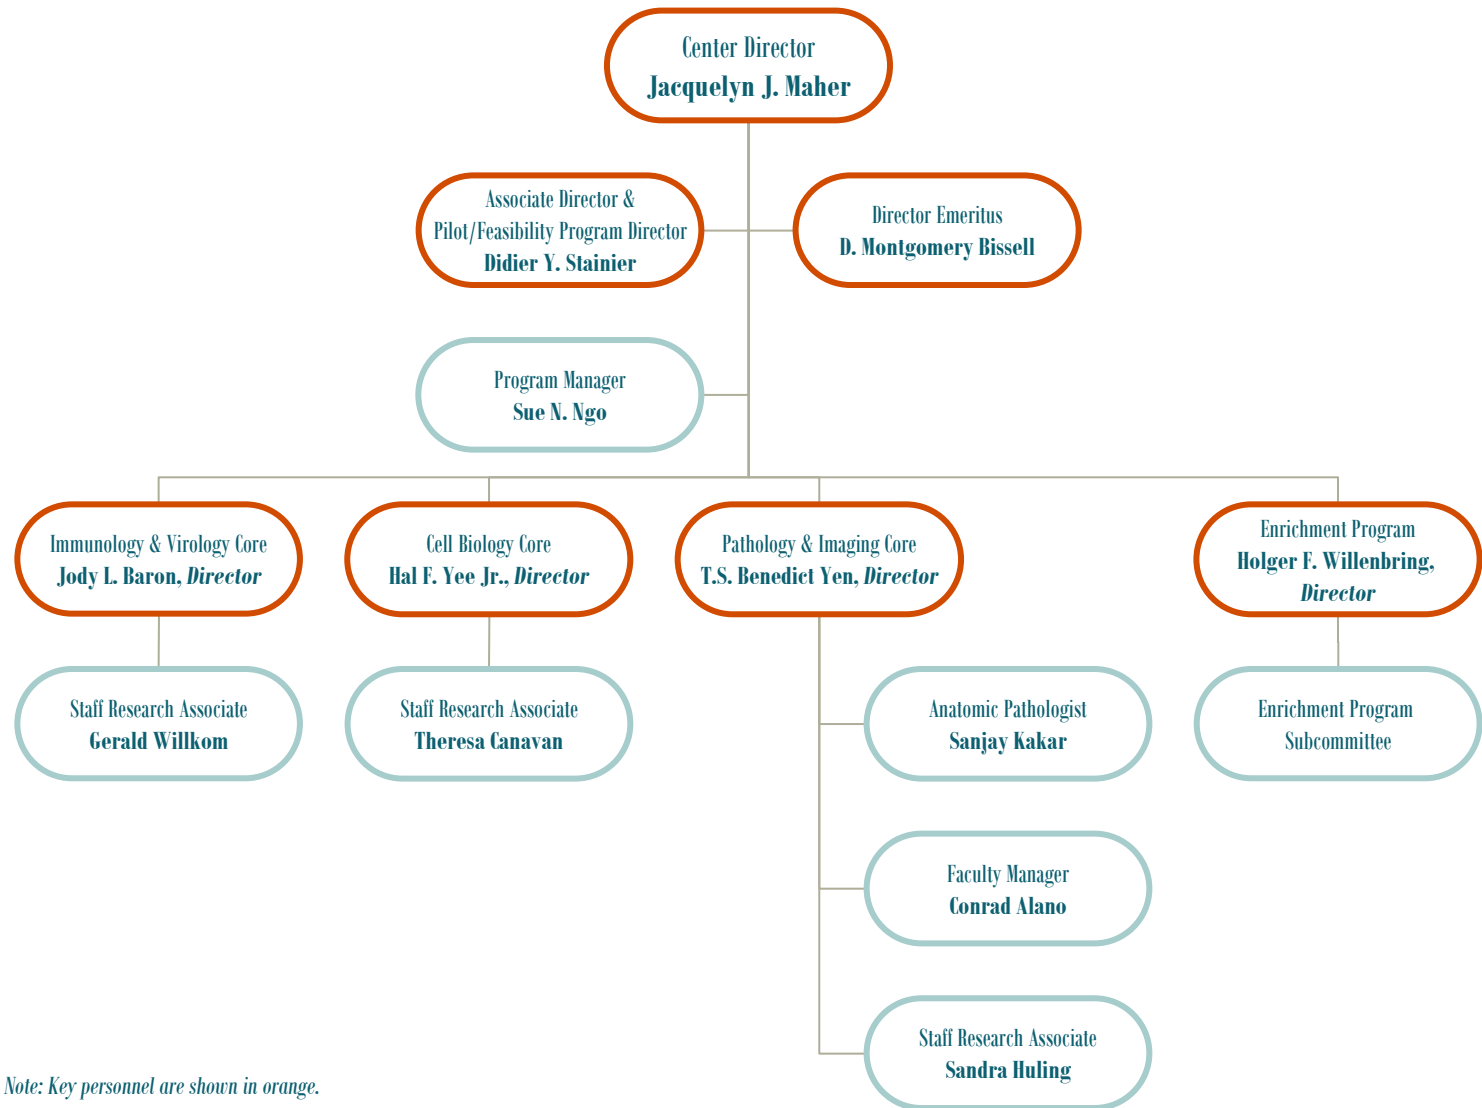 Center Director
Jacquelyn J. Maher
Associate Director &
Pilot/Feasibility Program Director
Didier Y. Stainier
Director Emeritus
D. Montgomery Bissell
Program Manager
Sue N. Ngo
Immunology & Virology Core
Jody L. Baron, Director
Cell Biology Core
Hal F. Yee Jr., Director
Pathology & Imaging Core
T.S. Benedict Yen, Director
Enrichment Program
Holger F. Willenbring,
Director
Staff Research Associate
Gerald Willkom
Staff Research Associate
Theresa Canavan
Anatomic Pathologist
Sanjay Kakar
Enrichment Program
Subcommittee
Faculty Manager
Conrad Alano
Staff Research Associate
Sandra Huling
Note: Key personnel are shown in orange.